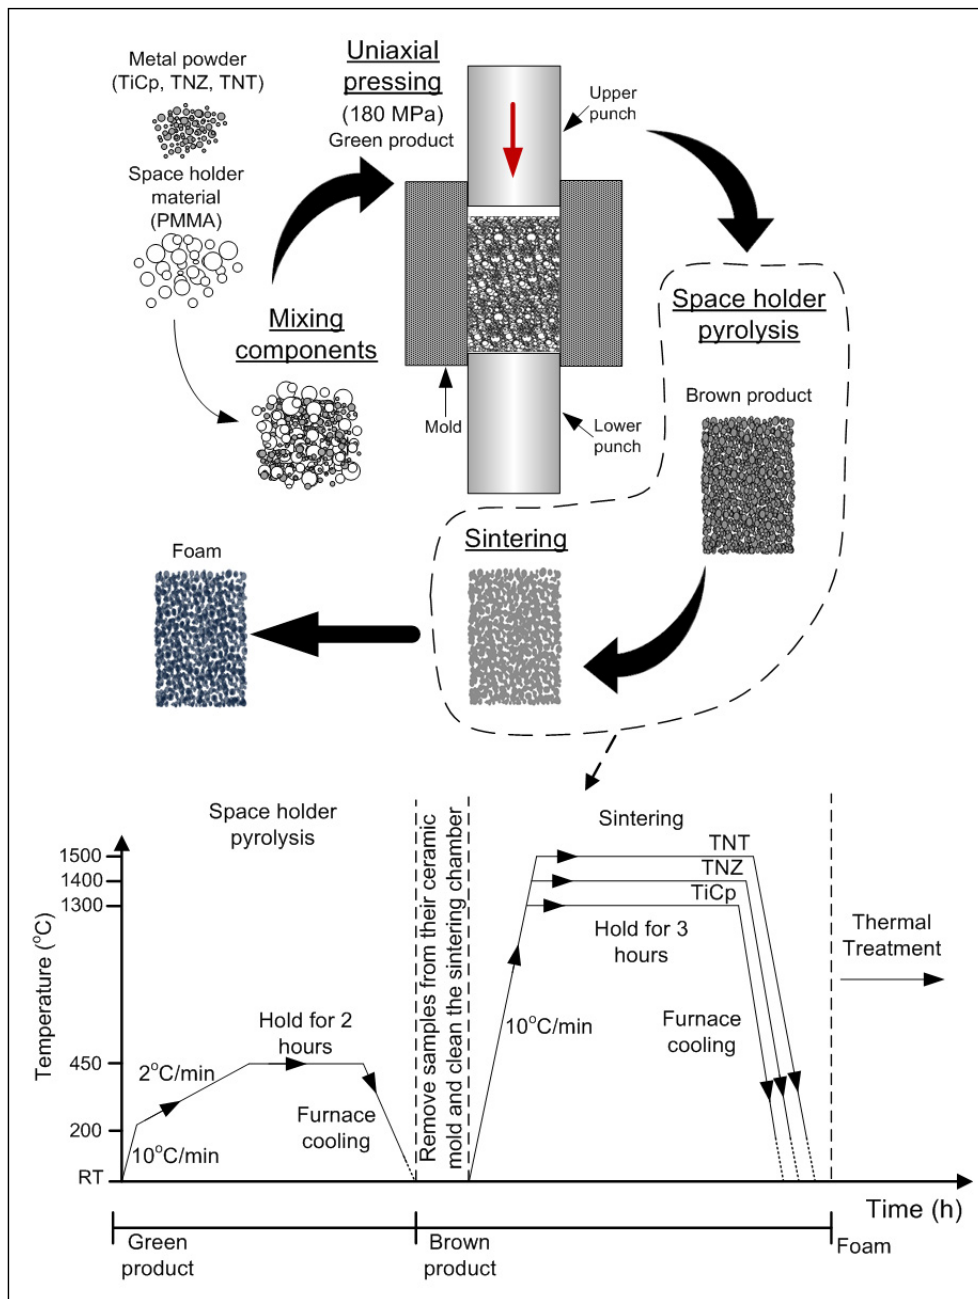 Metal powder
(TiCp, TNZ, TNT)
Space holder
material
(PMMA)
Mixing
components
Uniaxial
pressing
(180 MPa)
Green product
Upper
punch
Mold
Lower
punch
Space holder
pyrolysis
Brown product
Sintering
Foam
Space holder
pyrolysis
Temperature (°C)
1500
1400
1300
450
200
RT
10°C/min
2°C/min
Hold for 2
hours
Furnace
cooling
Remove samples from their ceramic
mold and clean the sintering chamber
Sintering
TNT
TNZ
TiCp
Hold for 3
hours
10°C/min
Furnace
cooling
Thermal
Treatment
Time (h)
Green
product
Brown
product
Foam